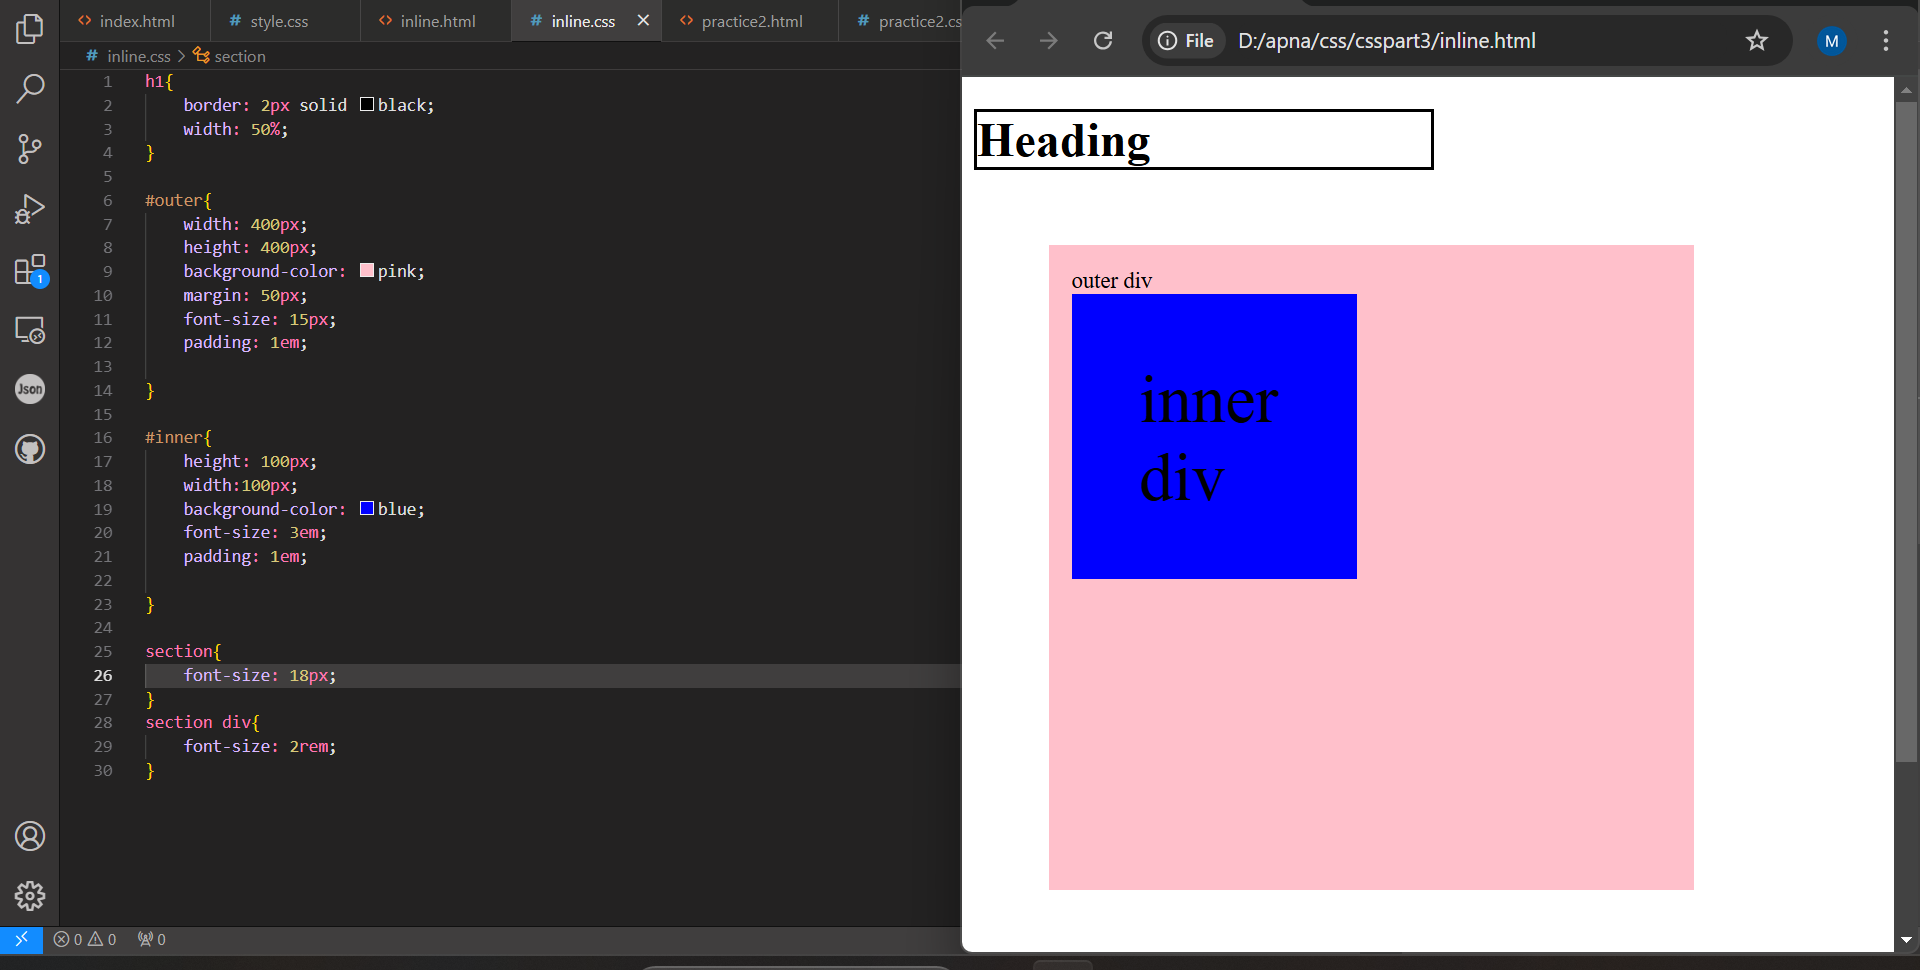 index.html style.css inline.html inline.css practice2.html practice2.cs
inline.css > section
1 h1{
2 border: 2px solid black;
3 width: 50%;
4 }
5
6 #outer{
7 width: 400px;
8 height: 400px;
9 background-color: pink;
10 margin: 50px;
11 font-size: 15px;
12 padding: 1em;
13
14 }
15
16 #inner{
17 height: 100px;
18 width:100px;
19 background-color: blue;
20 font-size: 3em;
21 padding: 1em;
22
23 }
24
25 section{
26 font-size: 18px;
27 }
28 section div{
29 font-size: 2rem;
30 }
1
Json
0 0 0
File D:/apna/css/csspart3/inline.html M
Heading
outer div
inner
div